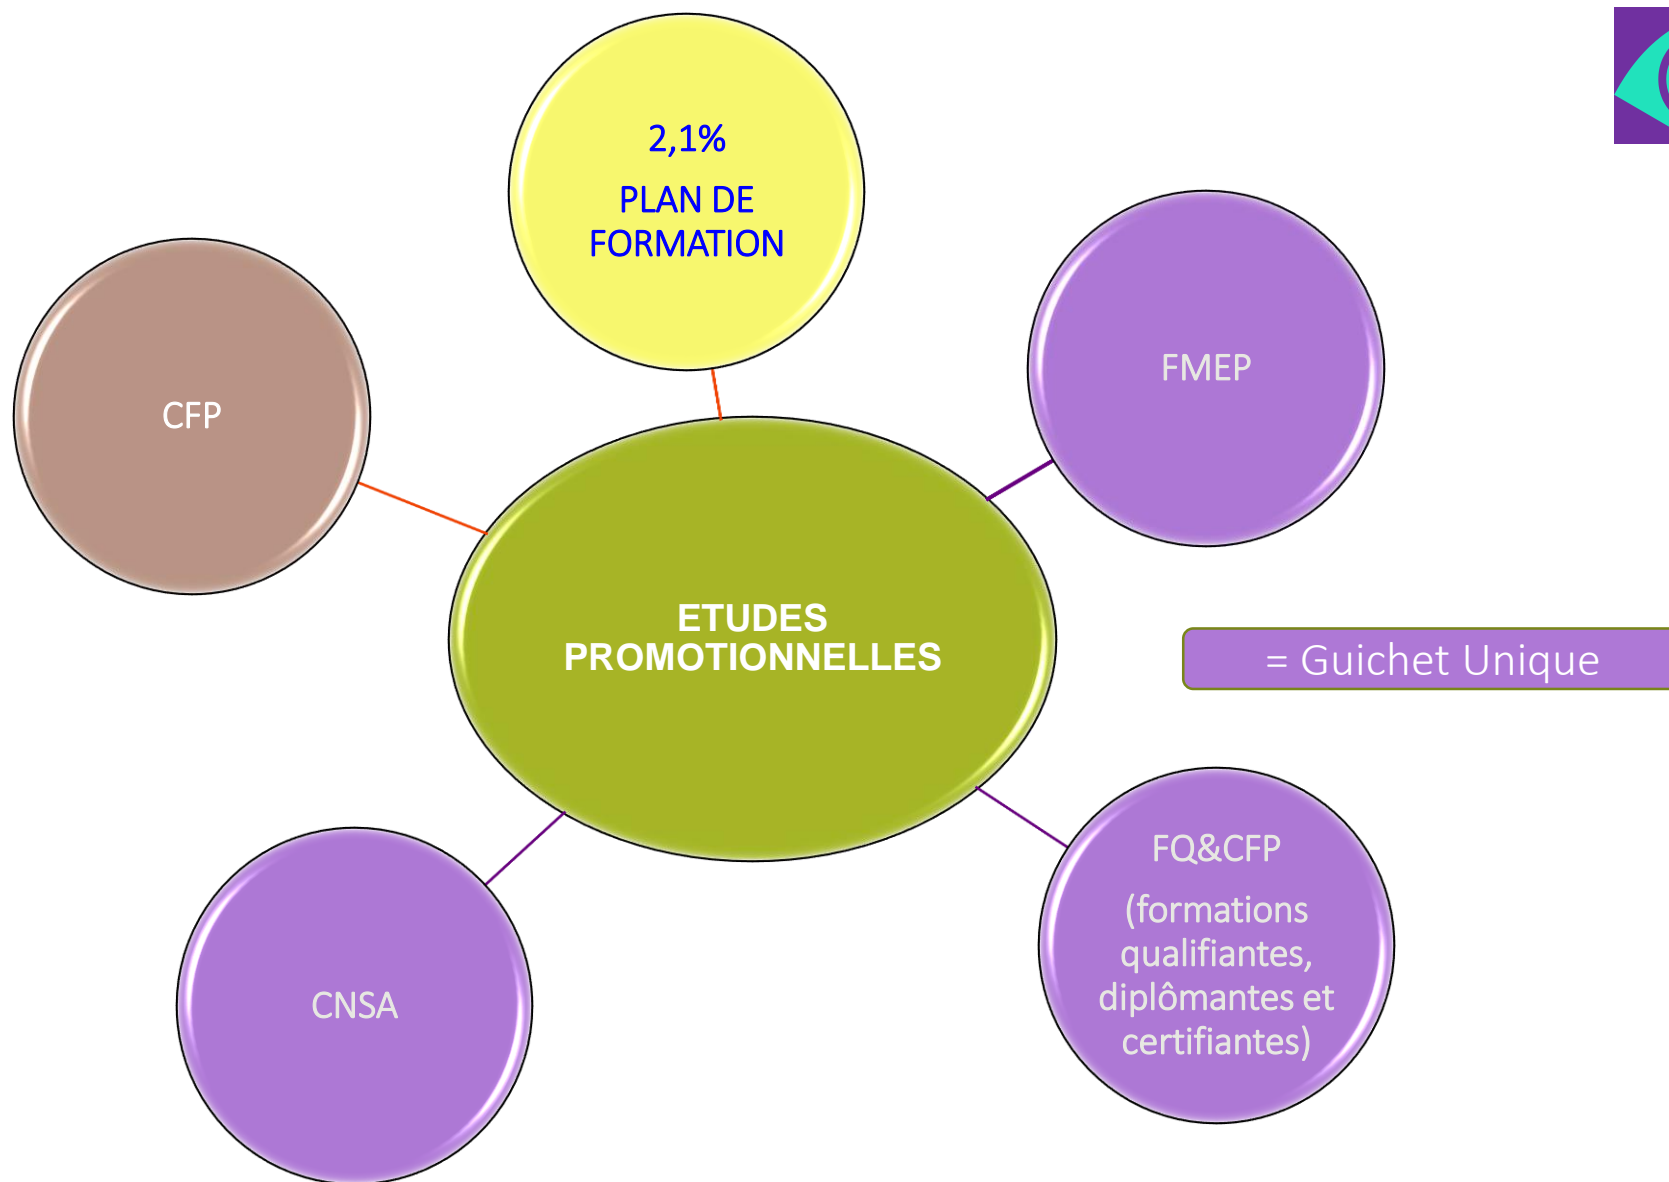 2,1%
PLAN DE
FORMATION
FMEP
CFP
ETUDES
PROMOTIONNELLES
= Guichet Unique
FQ&CFP
(formations
qualifiantes,
diplômantes et
certifiantes)
CNSA